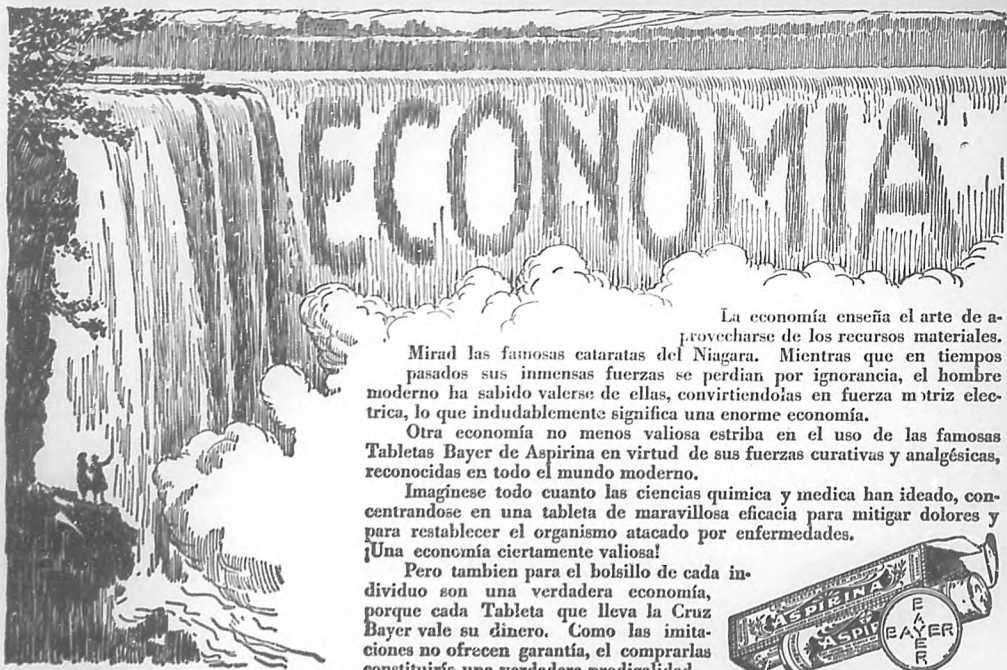 ECONOMIA
La economía enseña el arte de a-
provecharse de los recursos materiales.
Mirad las famosas cataratas del Niagara. Mientras que en tiempos
pasados sus inmensas fuerzas se perdian por ignorancia, el hombre
moderno ha sabido valerse de ellas, convirtiendolas en fuerza motriz elec-
trica, lo que indudablemente significa una enorme economía.
Otra economía no menos valiosa estriba en el uso de las famosas
Tabletas Bayer de Aspirina en virtud de sus fuerzas curativas y analgésicas,
reconocidas en todo el mundo moderno.
Imagínese todo cuanto las ciencias quimica y medica han ideado, con-
centrandose en una tableta de maravillosa eficacia para mitigar dolores y
para restablecer el organismo atacado por enfermedades.
¡Una economía ciertamente valiosa!
Pero tambien para el bolsillo de cada in-
dividuo son una verdadera economía,
porque cada Tableta que lleva la Cruz
Bayer vale su dinero. Como las imita-
ciones no ofrecen garantía, el comprarlas
constituiría una verdadera prodigalidad.
ASPIRINA
ASPI
BAYER
BAYER